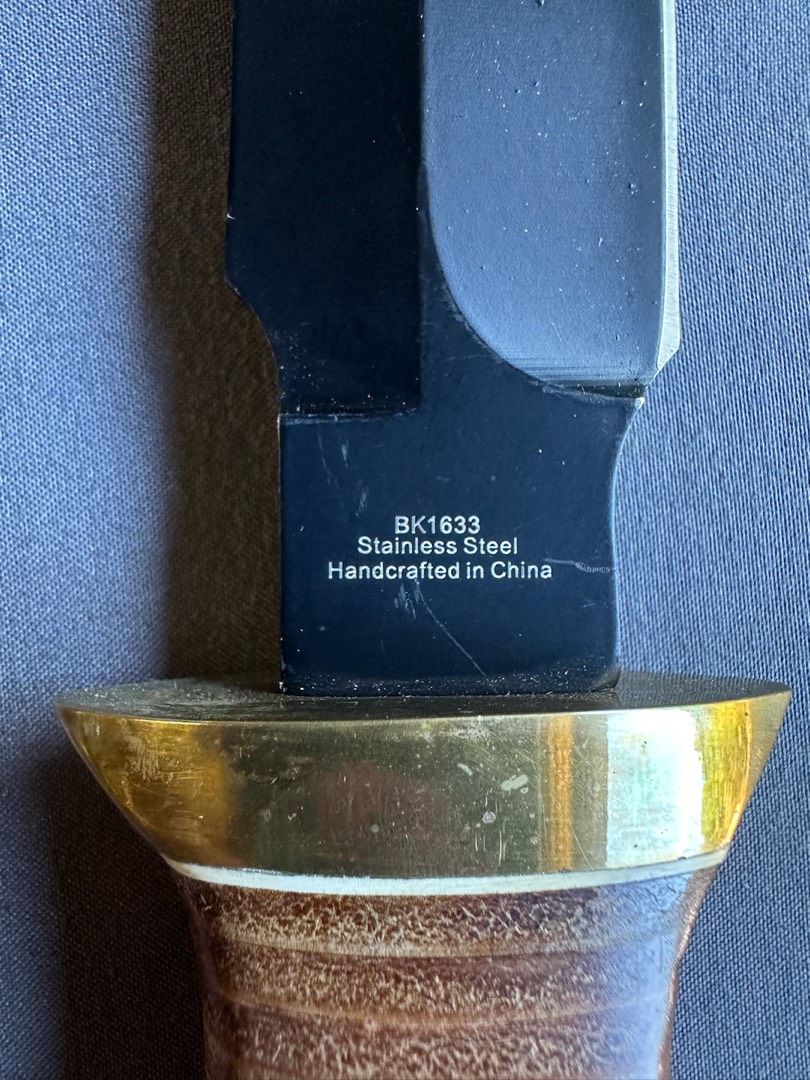 BK1633
Stainless Steel
Handcrafted in China